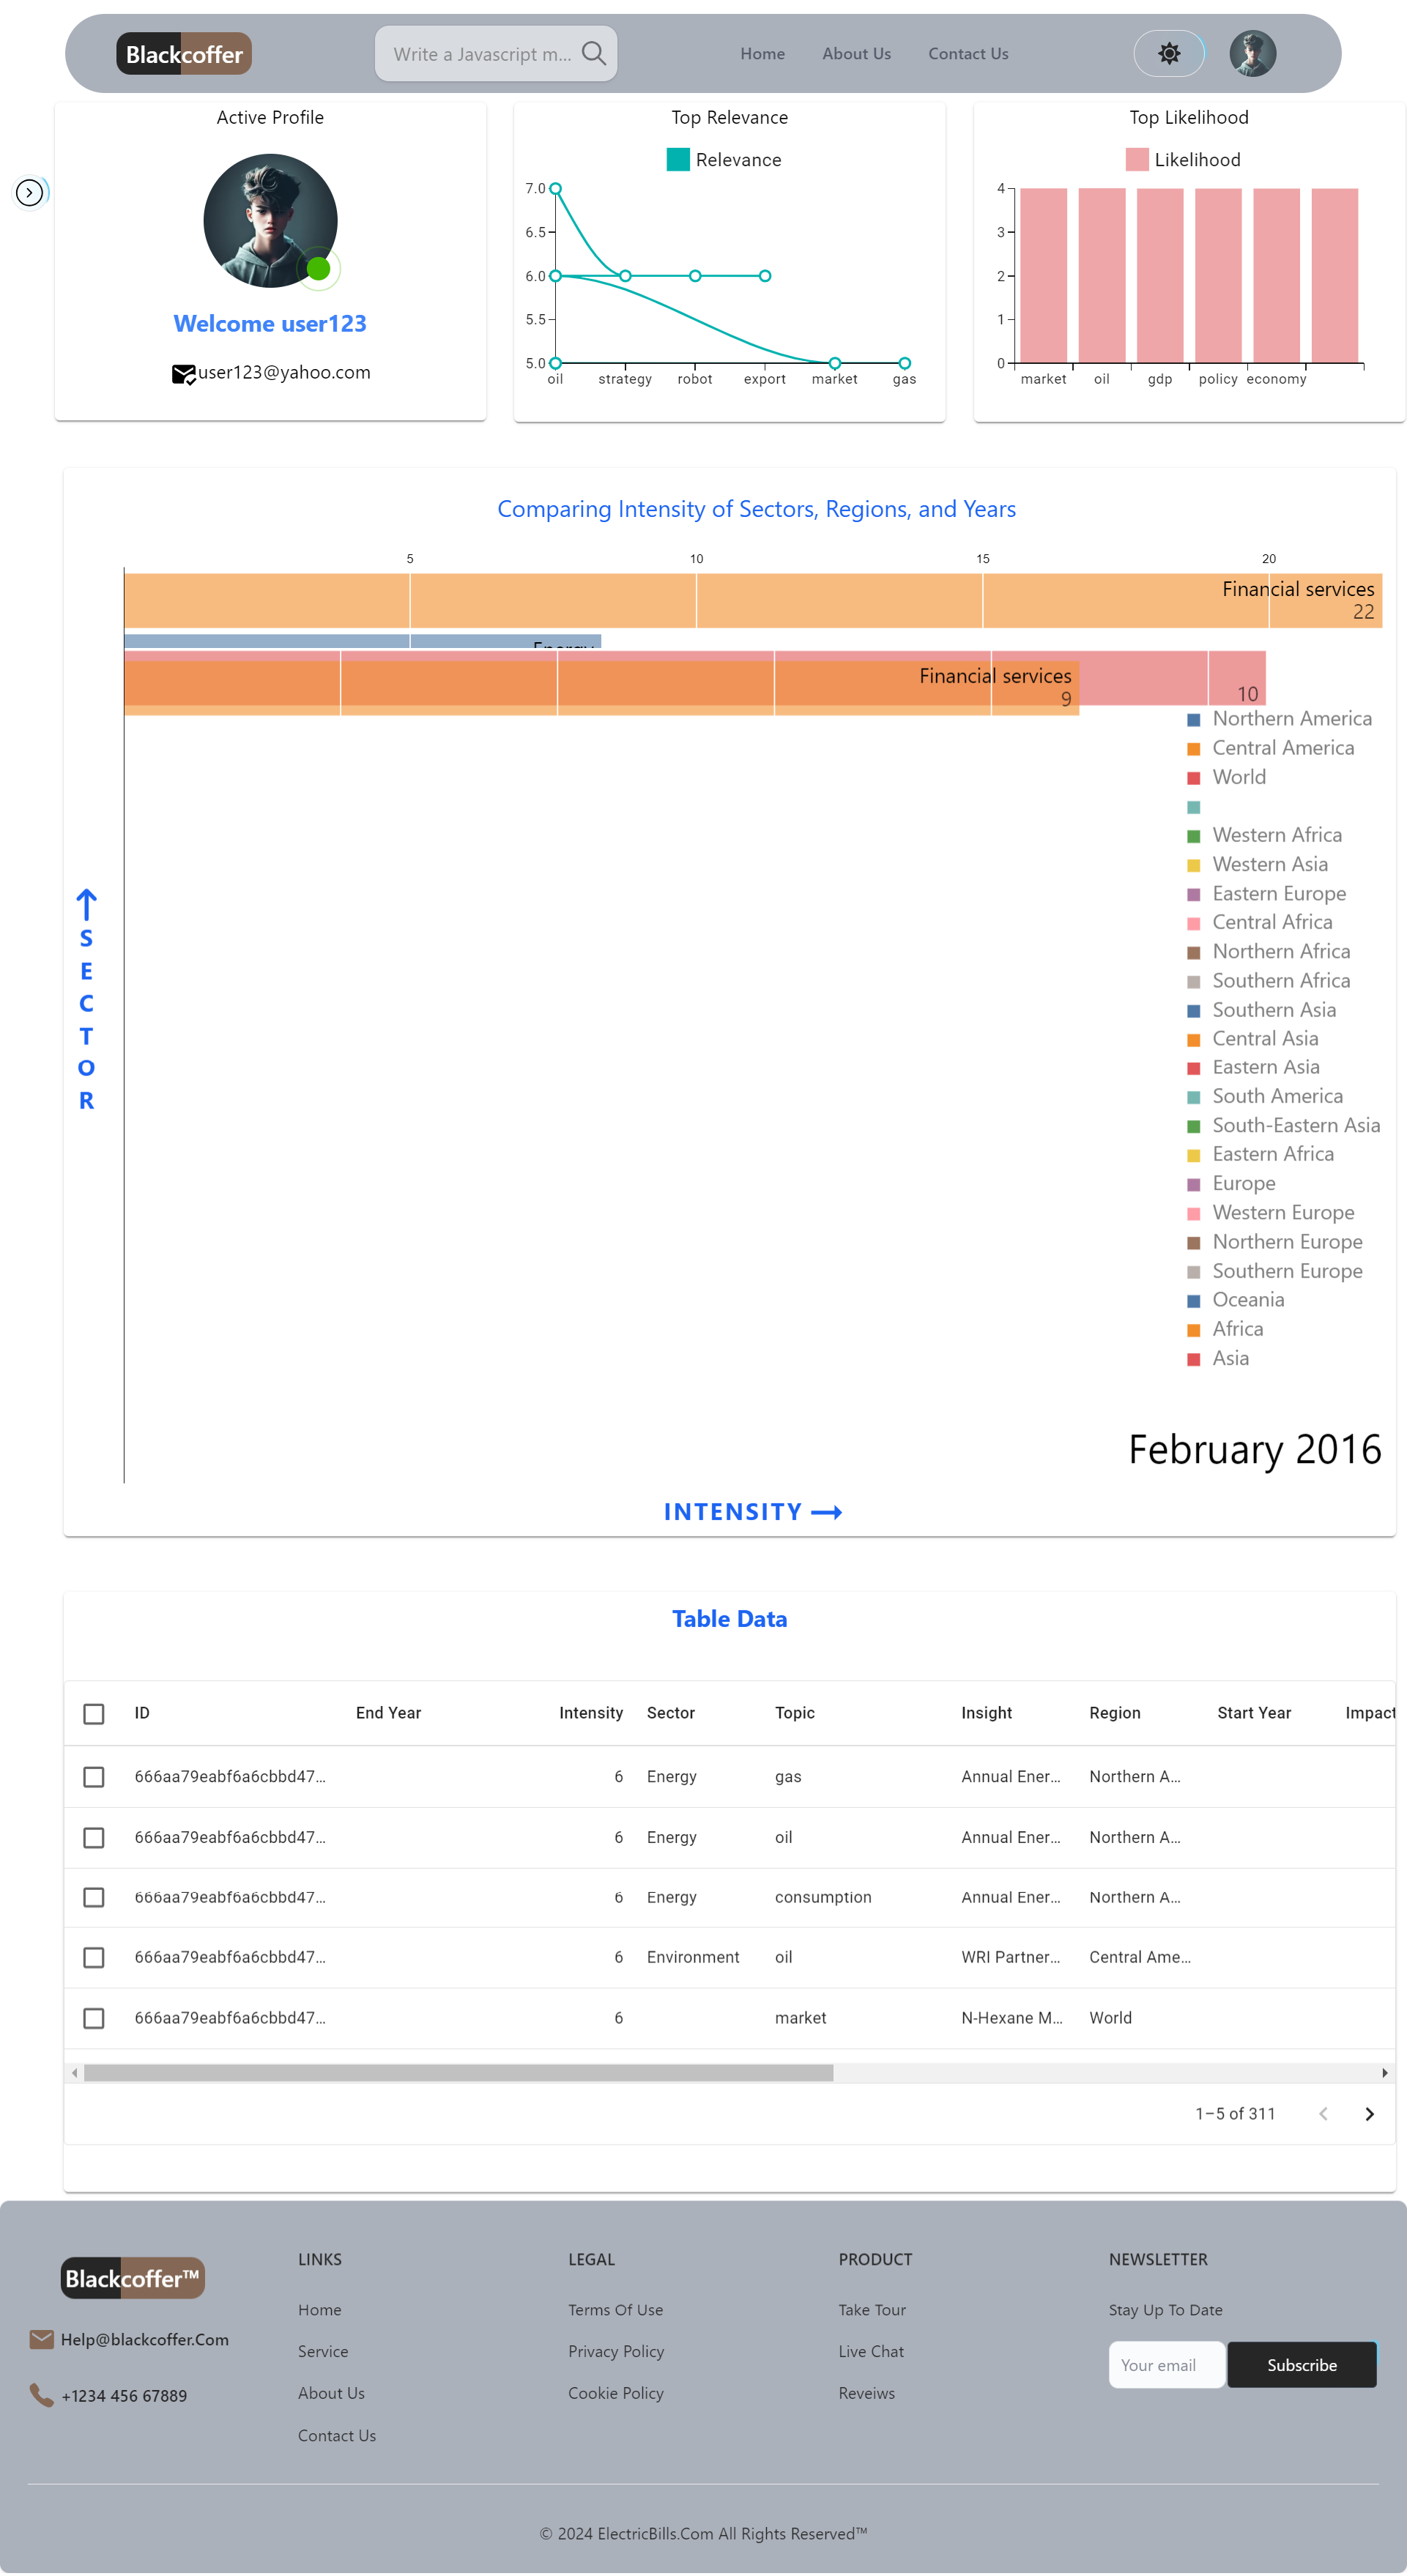 Blackcoffer
Write a Javascript m...
Home
About Us
Contact Us
Active Profile
Welcome user123
user123@yahoo.com
Top Relevance
Relevance
7.0
6.5
6.0
5.5
5.0
oil strategy robot export market gas
Top Likelihood
Likelihood
4
3
2
1
0
market oil gdp policy economy
Comparing Intensity of Sectors, Regions, and Years
5 10 15 20
Financial services
22
Energy
Financial services
9
10
Northern America
Central America
World
Western Africa
Western Asia
Eastern Europe
Central Africa
Northern Africa
Southern Africa
Southern Asia
Central Asia
Eastern Asia
South America
South-Eastern Asia
Eastern Africa
Europe
Western Europe
Northern Europe
Southern Europe
Oceania
Africa
Asia
S
E
C
T
O
R
February 2016
INTENSITY
Table Data
ID End Year Intensity Sector Topic Insight Region Start Year Impact
666aa79eabf6a6cbbd47... 6 Energy gas Annual Ener... Northern A...
666aa79eabf6a6cbbd47... 6 Energy oil Annual Ener... Northern A...
666aa79eabf6a6cbbd47... 6 Energy consumption Annual Ener... Northern A...
666aa79eabf6a6cbbd47... 6 Environment oil WRI Partner... Central Ame...
666aa79eabf6a6cbbd47... 6 market N-Hexane M... World
1–5 of 311
Blackcoffer™
Help@blackcoffer.Com
+1234 456 67889
LINKS
Home
Service
About Us
Contact Us
LEGAL
Terms Of Use
Privacy Policy
Cookie Policy
PRODUCT
Take Tour
Live Chat
Reveiws
NEWSLETTER
Stay Up To Date
Your email
Subscribe
© 2024 ElectricBills.Com All Rights Reserved™